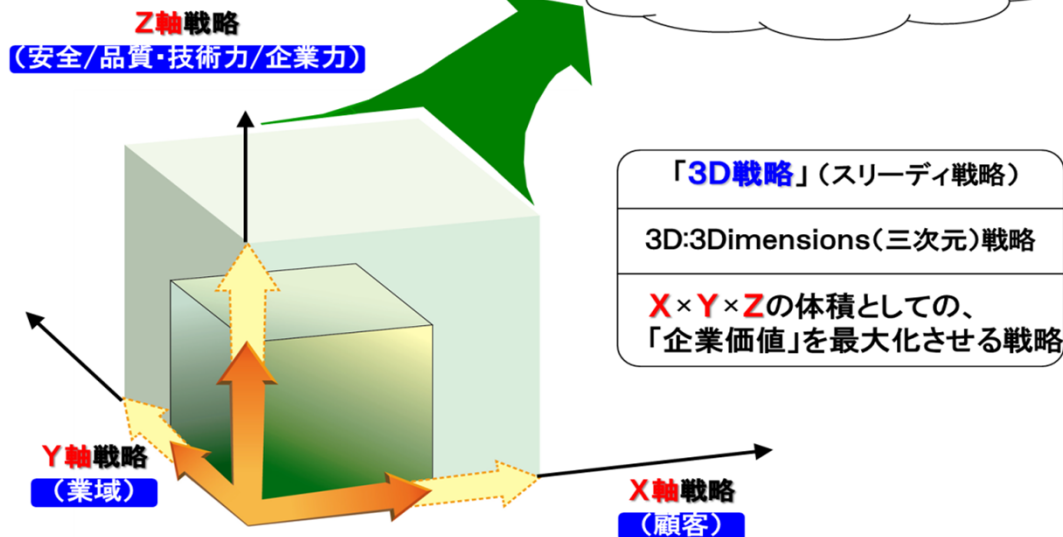 Z軸戦略
(安全/品質・技術力/企業力)
「3D戦略」(スリーディ戦略)
3D:3Dimensions(三次元)戦略
X×Y×Zの体積としての、
「企業価値」を最大化させる戦略
Y軸戦略
(業域)
X軸戦略
(顧客)